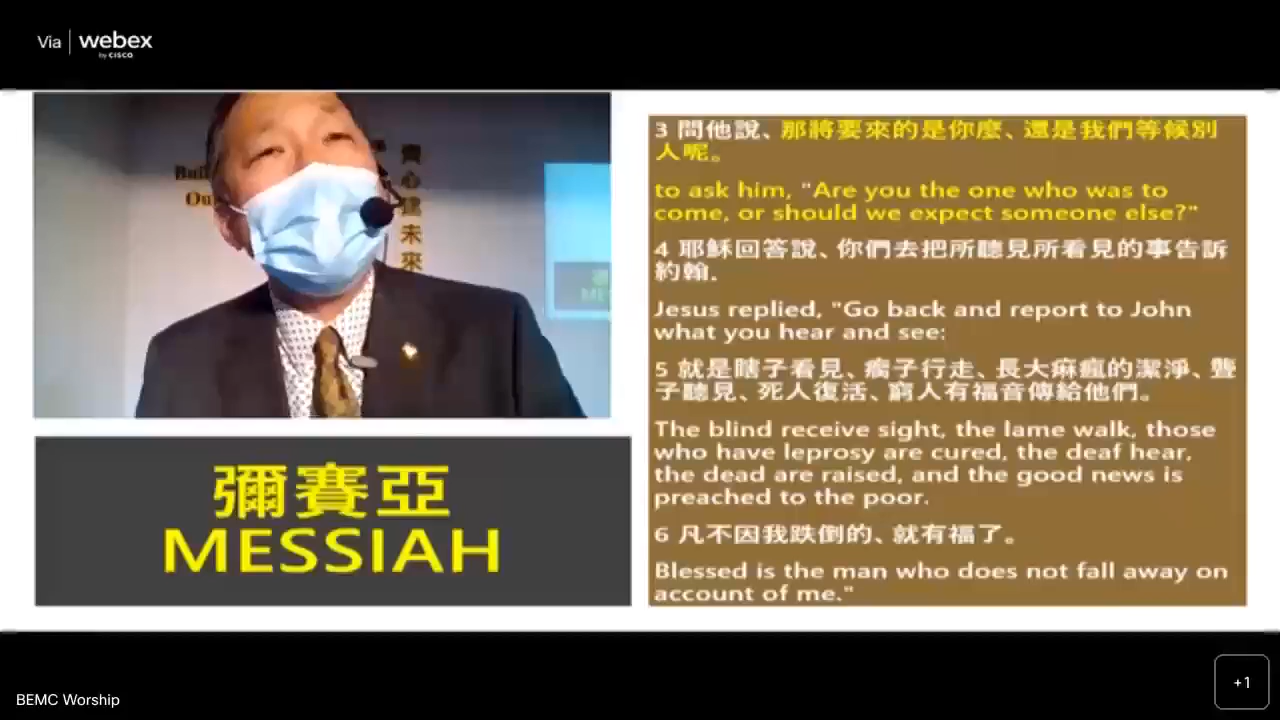 Via
webex
by CISCO
Buil
Ou
齊心建未來
彌賽亞
MESSIAH
3 問他說、那將要來的是你麼、還是我們等候別
人呢。
to ask him, "Are you the one who was to
come, or should we expect someone else?"
4 耶穌回答說、你們去把所聽見所看見的事告訴
約翰.
Jesus replied, "Go back and report to John
what you hear and see:
5 就是瞎子看見、瘸子行走、長大痲瘋的潔淨、聾
子聽見、死人復活、窮人有福音傳給他們。
The blind receive sight, the lame walk, those
who have leprosy are cured, the deaf hear,
the dead are raised, and the good news is
preached to the poor.
6 凡不因我跌倒的、就有福了。
Blessed is the man who does not fall away on
account of me."
BEMC Worship
+1